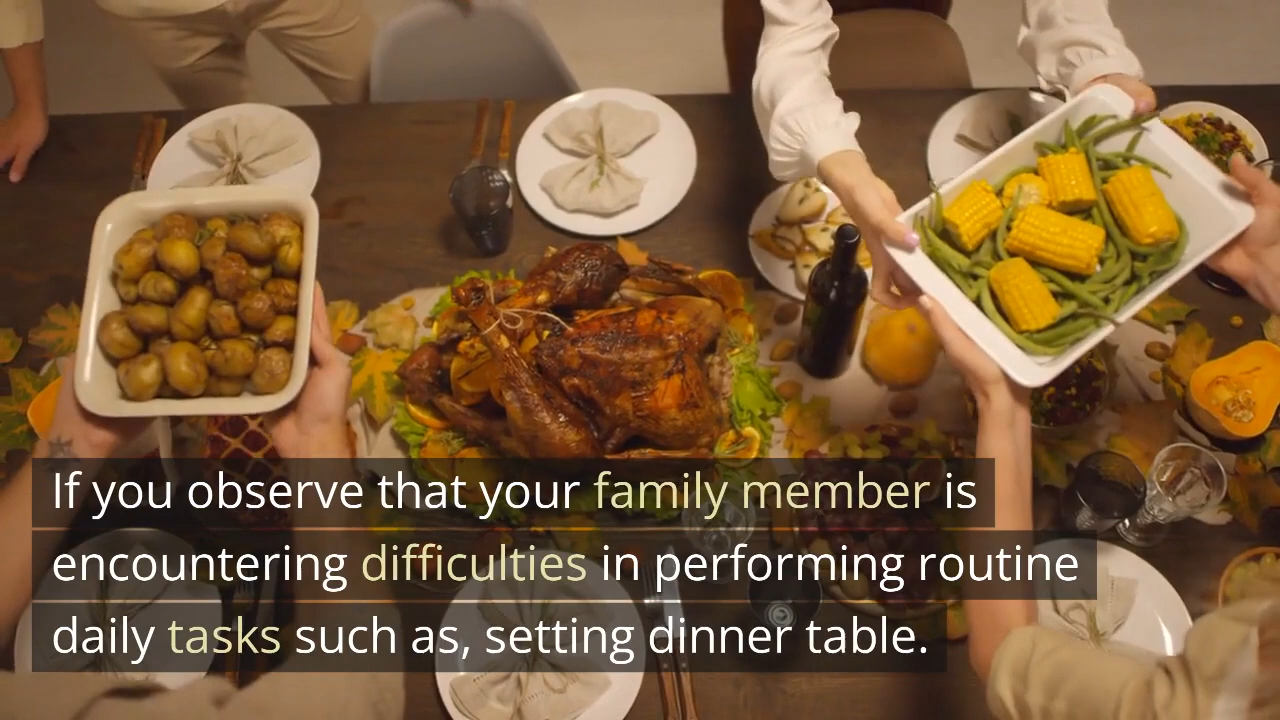 If you observe that your family member is
encountering difficulties in performing routine
daily tasks such as, setting dinner table.